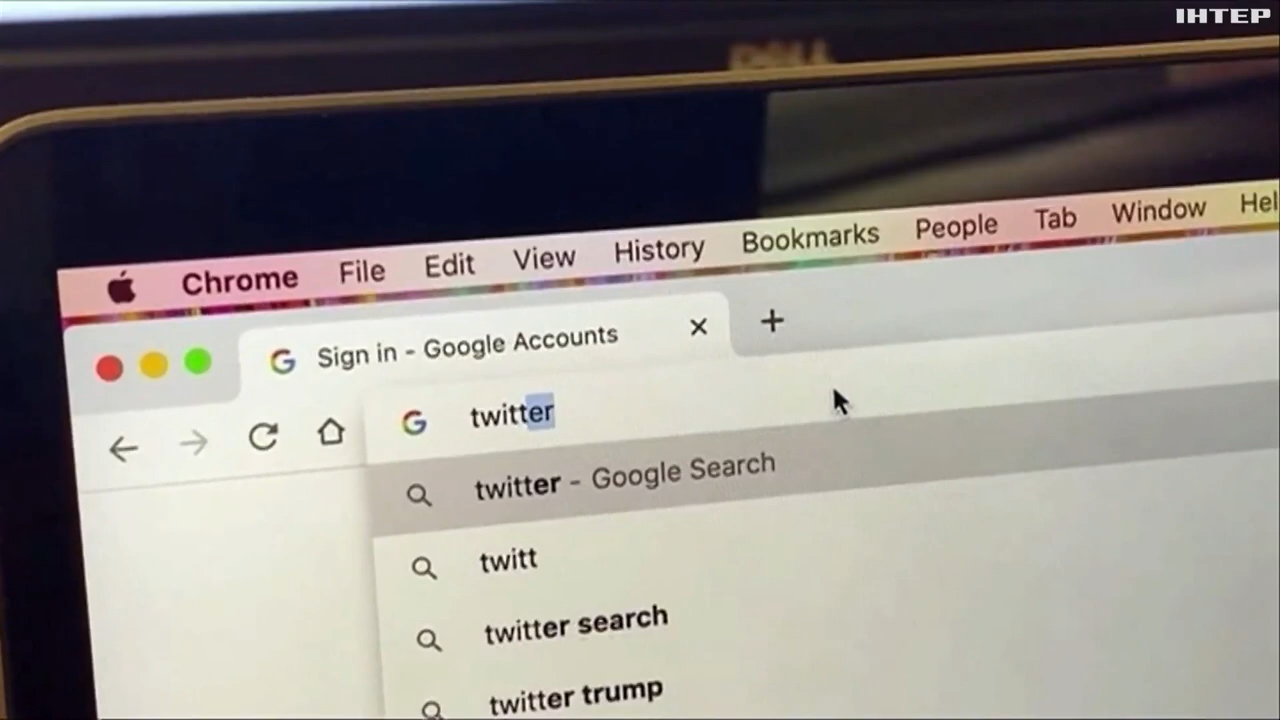 ІНТЕР
DELL
Chrome File Edit View History Bookmarks People Tab Window Hel
Sign in - Google Accounts
twitter
twitter - Google Search
twitt
twitter search
twitter trump